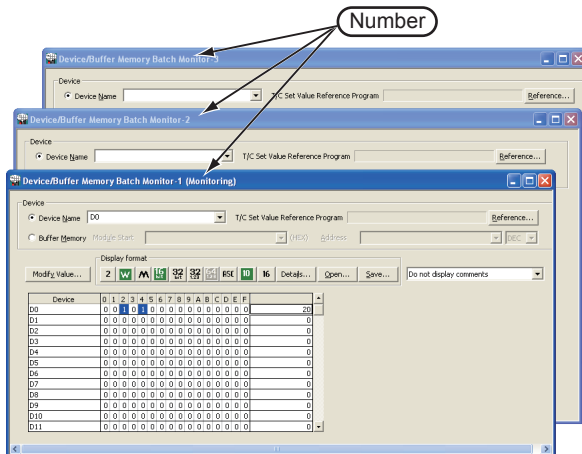 Number
Device/Buffer Memory Batch Monitor-3
Device
Device Name T/C Set Value Reference Program Reference...
Device/Buffer Memory Batch Monitor-2
Device
Device Name T/C Set Value Reference Program Reference...
Device/Buffer Memory Batch Monitor-1 (Monitoring)
Device
Device Name D0 T/C Set Value Reference Program Reference...
Buffer Memory Module Start (HEX) Address DEC
Display format
Modify Value... 2 W M 16 bit 32 bit 32 1.23 64 1.23 ASC 10 16 Details... Open... Save... Do not display comments
Device 0 1 2 3 4 5 6 7 8 9 A B C D E F
D0 0 0 1 0 1 0 0 0 0 0 0 0 0 0 0 0 20
D1 0 0 0 0 0 0 0 0 0 0 0 0 0 0 0 0 0
D2 0 0 0 0 0 0 0 0 0 0 0 0 0 0 0 0 0
D3 0 0 0 0 0 0 0 0 0 0 0 0 0 0 0 0 0
D4 0 0 0 0 0 0 0 0 0 0 0 0 0 0 0 0 0
D5 0 0 0 0 0 0 0 0 0 0 0 0 0 0 0 0 0
D6 0 0 0 0 0 0 0 0 0 0 0 0 0 0 0 0 0
D7 0 0 0 0 0 0 0 0 0 0 0 0 0 0 0 0 0
D8 0 0 0 0 0 0 0 0 0 0 0 0 0 0 0 0 0
D9 0 0 0 0 0 0 0 0 0 0 0 0 0 0 0 0 0
D10 0 0 0 0 0 0 0 0 0 0 0 0 0 0 0 0 0
D11 0 0 0 0 0 0 0 0 0 0 0 0 0 0 0 0 0